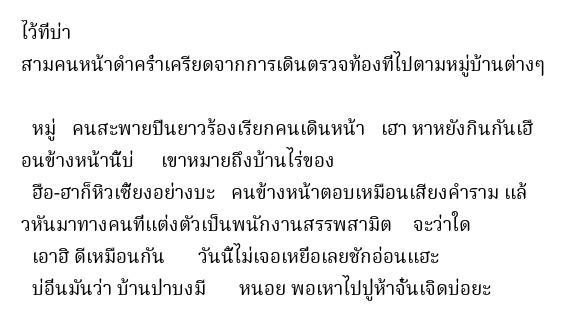 ไว้ที่บ่า
สามคนหน้าดำคร่ำเครียดจากการเดินตรวจท้องที่ไปตามหมู่บ้านต่างๆ
หมู่ คนสะพายปืนยาวร้องเรียกคนเดินหน้า เฮา หาหยังกินกันเฮื
อนข้างหน้านี้บ่ เขาหมายถึงบ้านไร่ของ
ฮือ-ฮาก็หิวเซี่ยงอย่างบะ คนข้างหน้าตอบเหมือนเสียงคำราม แล้
วหันมาทางคนที่แต่งตัวเป็นพนักงานสรรพสามิต จะว่าใด
เอาฮิ ดีเหมือนกัน วันนี้ไม่เจอเหยื่อเลยชักอ่อนแฮะ
บ่อื่นมันว่า บ้านปาบงมี หนอย พอเหาไปปูห้าจั๋นเจิดบ่อยะ